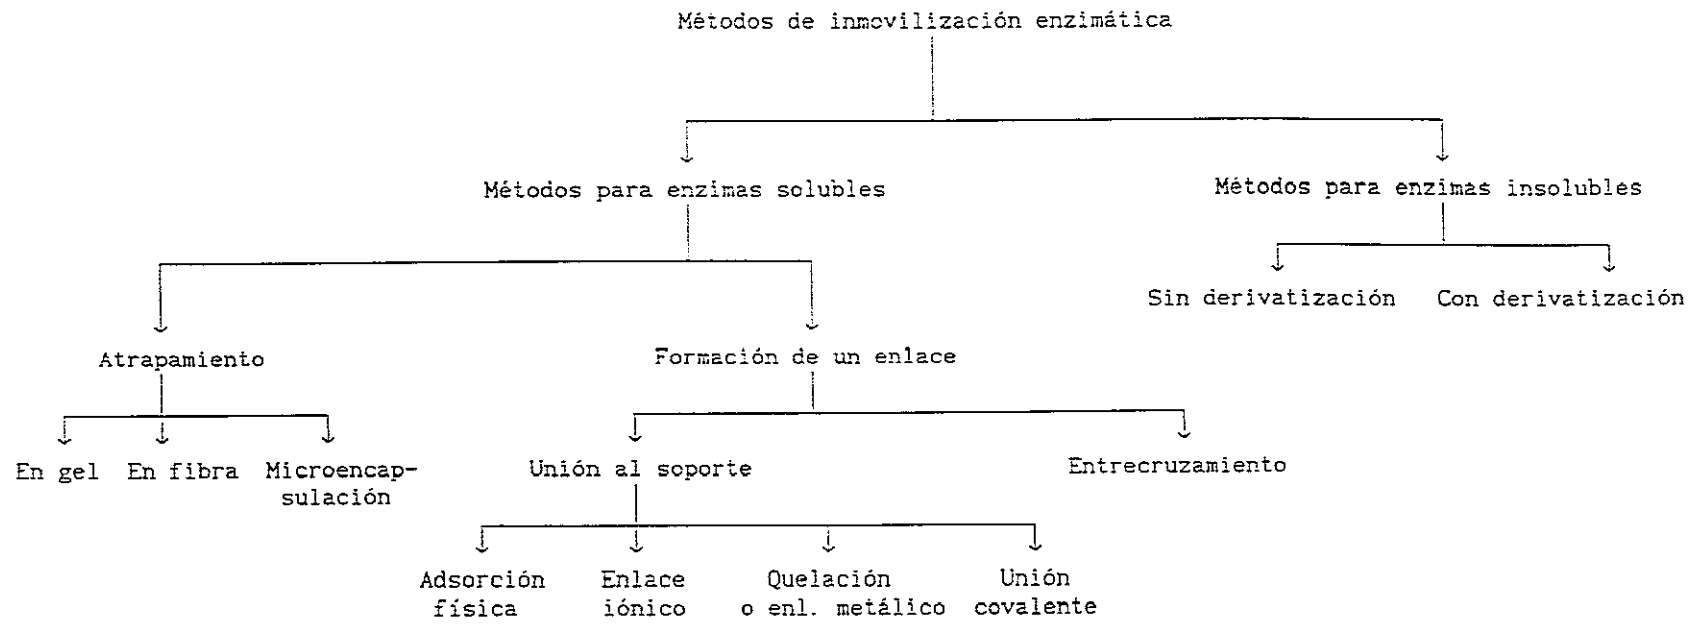 Métodos de inmovilización enzimática
Métodos para enzimas solubles
Métodos para enzimas insolubles
Sin derivatización
Con derivatización
Atrapamiento
Formación de un enlace
En gel
En fibra
Microencap-
sulación
Unión al soporte
Entrecruzamiento
Adsorción
física
Enlace
iónico
Quelación
o enl. metálico
Unión
covalente